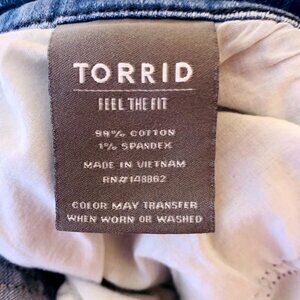 TORRID
FEEL THE FIT
99% COTTON
1% SPANDEX
MADE IN VIETNAM
RN#148862
COLOR MAY TRANSFER
WHEN WORN OR WASHED